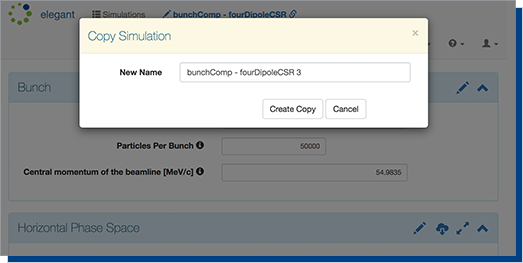 elegant Simulations bunchComp - fourDipoleCSR
Copy Simulation ×
New Name bunchComp - fourDipoleCSR 3
Create Copy Cancel
Bunch
Particles Per Bunch 50000
Central momentum of the beamline [MeV/c] 54.9835
Horizontal Phase Space